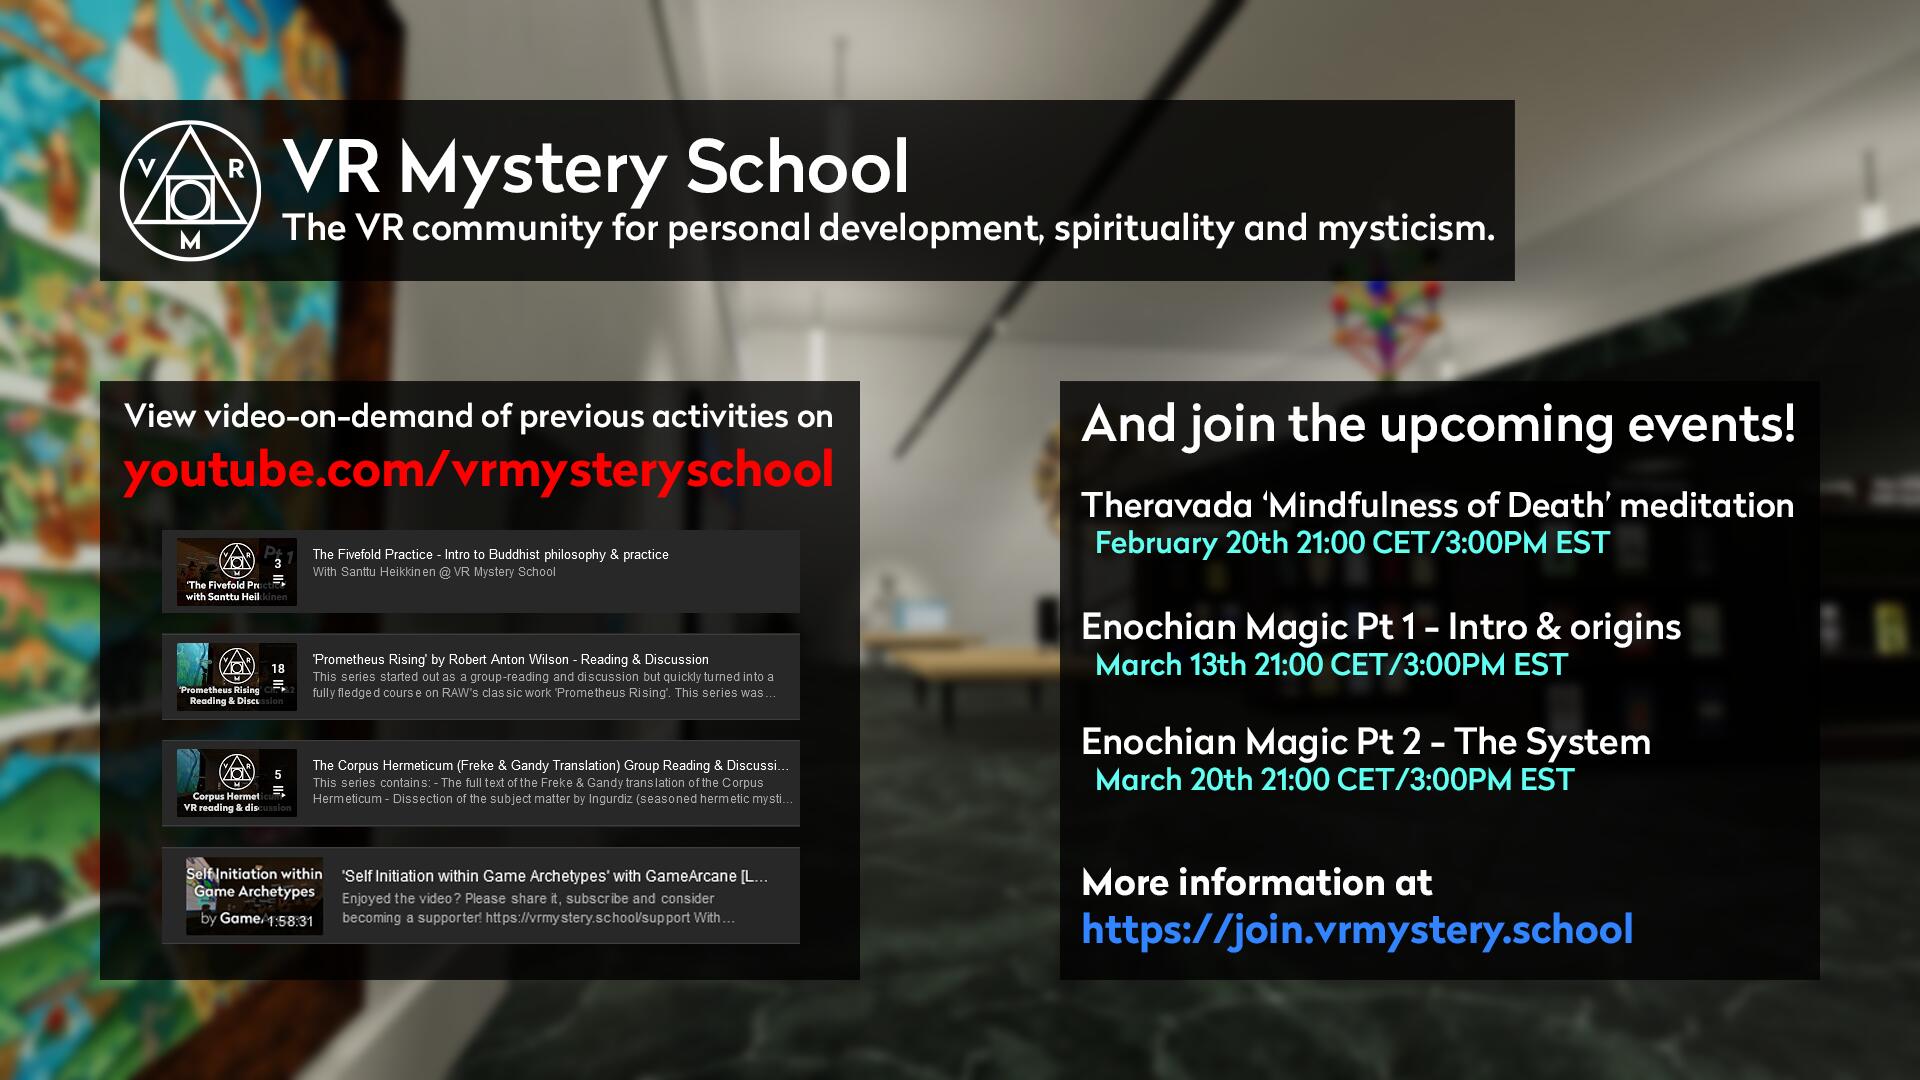 V R
M
VR Mystery School
The VR community for personal development, spirituality and mysticism.
View video-on-demand of previous activities on
youtube.com/vrmysteryschool
Pt 1
3
'The Fivefold Practice
with Santtu Heikkinen
The Fivefold Practice - Intro to Buddhist philosophy & practice
With Santtu Heikkinen @ VR Mystery School
18
'Prometheus Rising
Reading & Discussion
'Prometheus Rising' by Robert Anton Wilson - Reading & Discussion
This series started out as a group-reading and discussion but quickly turned into a
fully fledged course on RAW's classic work 'Prometheus Rising'. This series was...
5
Corpus Hermeticum
VR reading & discussion
The Corpus Hermeticum (Freke & Gandy Translation) Group Reading & Discussi...
This series contains: - The full text of the Freke & Gandy translation of the Corpus
Hermeticum - Dissection of the subject matter by Ingurdiz (seasoned hermetic mysti...
Self Initiation within
Game Archetypes
by Game
1:58:31
'Self Initiation within Game Archetypes' with GameArcane [L...
Enjoyed the video? Please share it, subscribe and consider
becoming a supporter! https://vrmystery.school/support With...
And join the upcoming events!
Theravada ‘Mindfulness of Death’ meditation
February 20th 21:00 CET/3:00PM EST
Enochian Magic Pt 1 - Intro & origins
March 13th 21:00 CET/3:00PM EST
Enochian Magic Pt 2 - The System
March 20th 21:00 CET/3:00PM EST
More information at
https://join.vrmystery.school